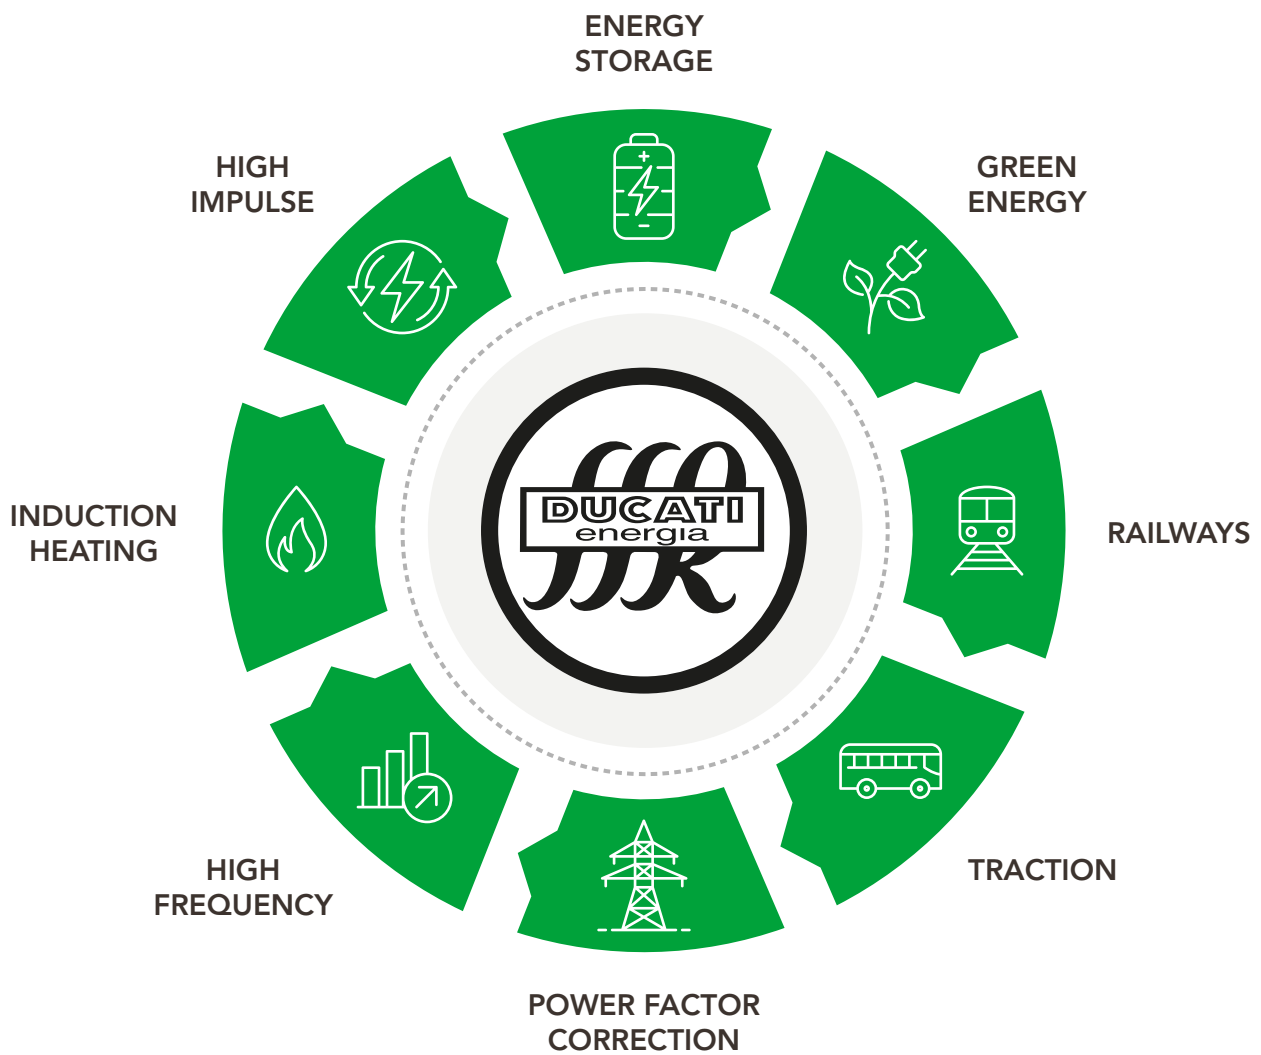 ENERGY
STORAGE
HIGH
IMPULSE
GREEN
ENERGY
DUCATI
energia
INDUCTION
HEATING
RAILWAYS
HIGH
FREQUENCY
TRACTION
POWER FACTOR
CORRECTION